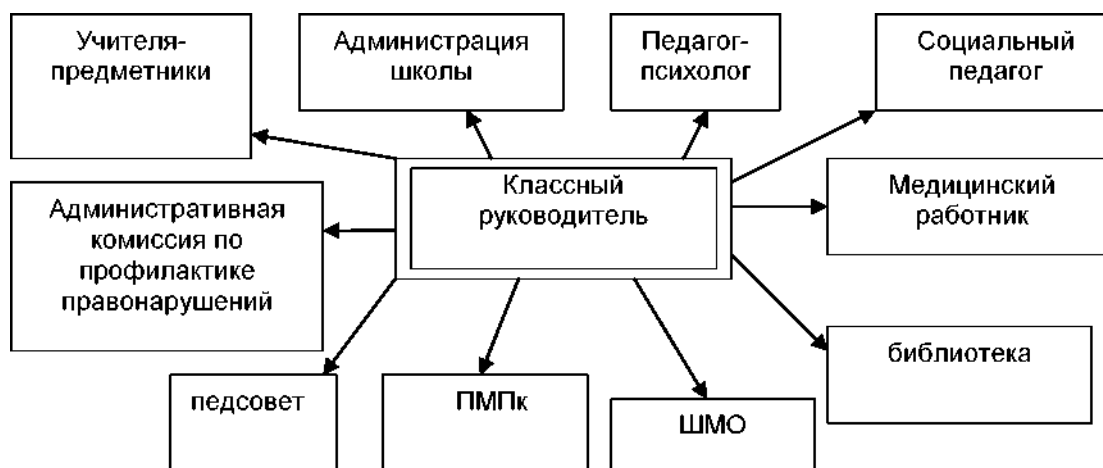 Учителя-
предметники
Администрация
школы
Педагог-
психолог
Социальный
педагог
Классный
руководитель
Административная
комиссия по
профилактике
правонарушений
Медицинский
работник
библиотека
педсовет
ПМПк
ШМО